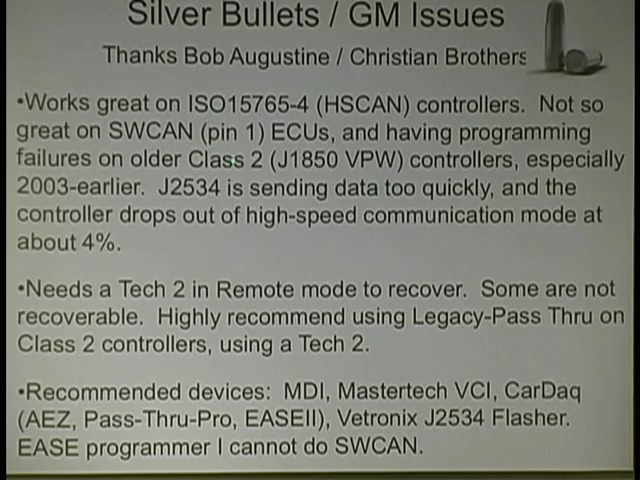 Silver Bullets / GM Issues
Thanks Bob Augustine / Christian Brothers
•Works great on ISO15765-4 (HSCAN) controllers.  Not so
great on SWCAN (pin 1) ECUs, and having programming
failures on older Class 2 (J1850 VPW) controllers, especially
2003-earlier.  J2534 is sending data too quickly, and the
controller drops out of high-speed communication mode at
about 4%.
•Needs a Tech 2 in Remote mode to recover.  Some are not
recoverable.  Highly recommend using Legacy-Pass Thru on
Class 2 controllers, using a Tech 2.
•Recommended devices:  MDI, Mastertech VCI, CarDaq
(AEZ, Pass-Thru-Pro, EASEII), Vetronix J2534 Flasher.
EASE programmer I cannot do SWCAN.